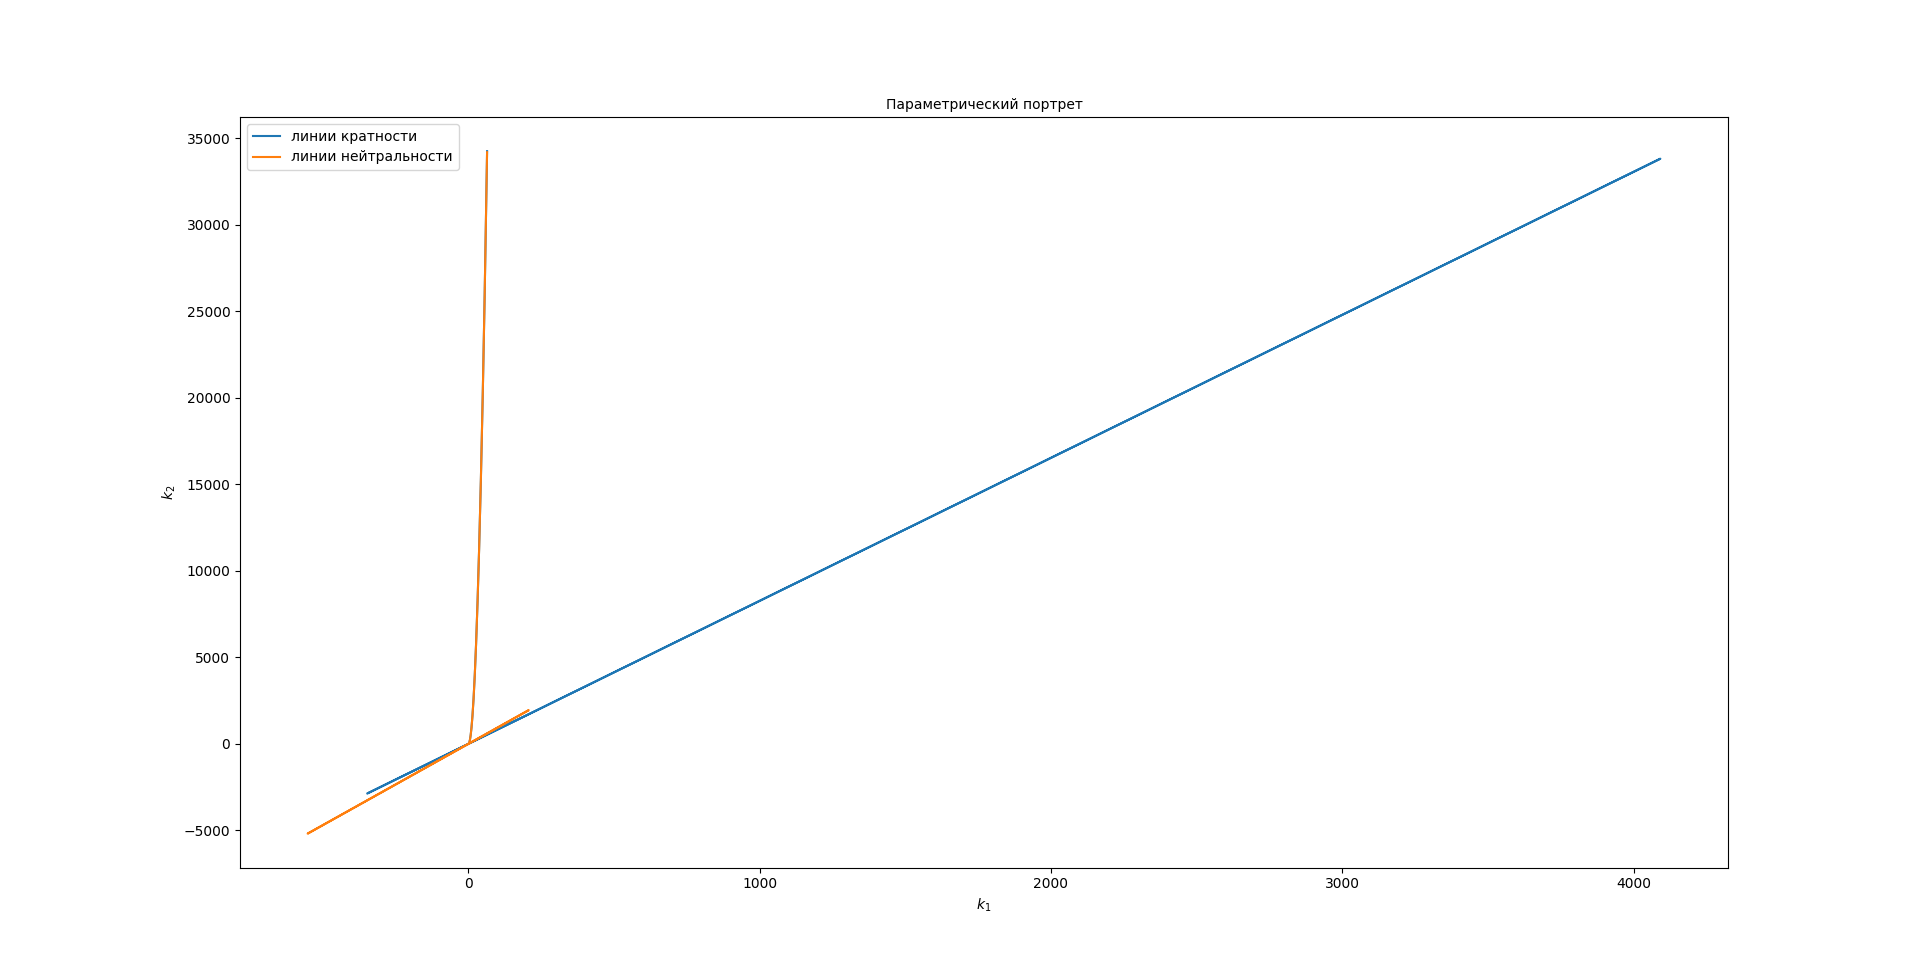 Параметрический портрет
линии кратности
линии нейтральности
35000
30000
25000
20000
15000
10000
5000
0
−5000
k₂
0 1000 2000 3000 4000
k₁